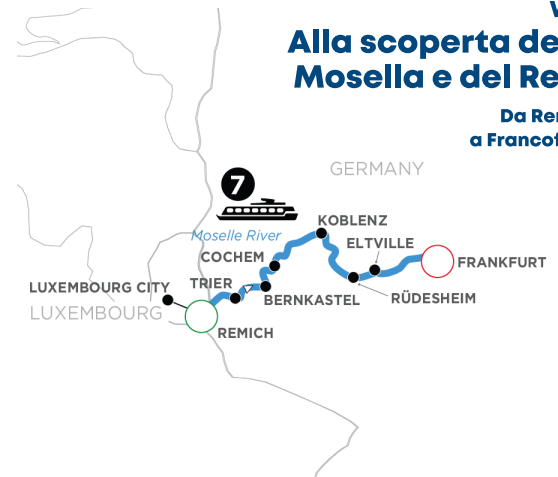 Alla scoperta de
Mosella e del Re
Da Rer
a Francof
GERMANY
7
Moselle River
KOBLENZ
ELTVILLE
COCHEM
FRANKFURT
LUXEMBOURG CITY
TRIER
BERNKASTEL
RÜDESHEIM
LUXEMBOURG
REMICH